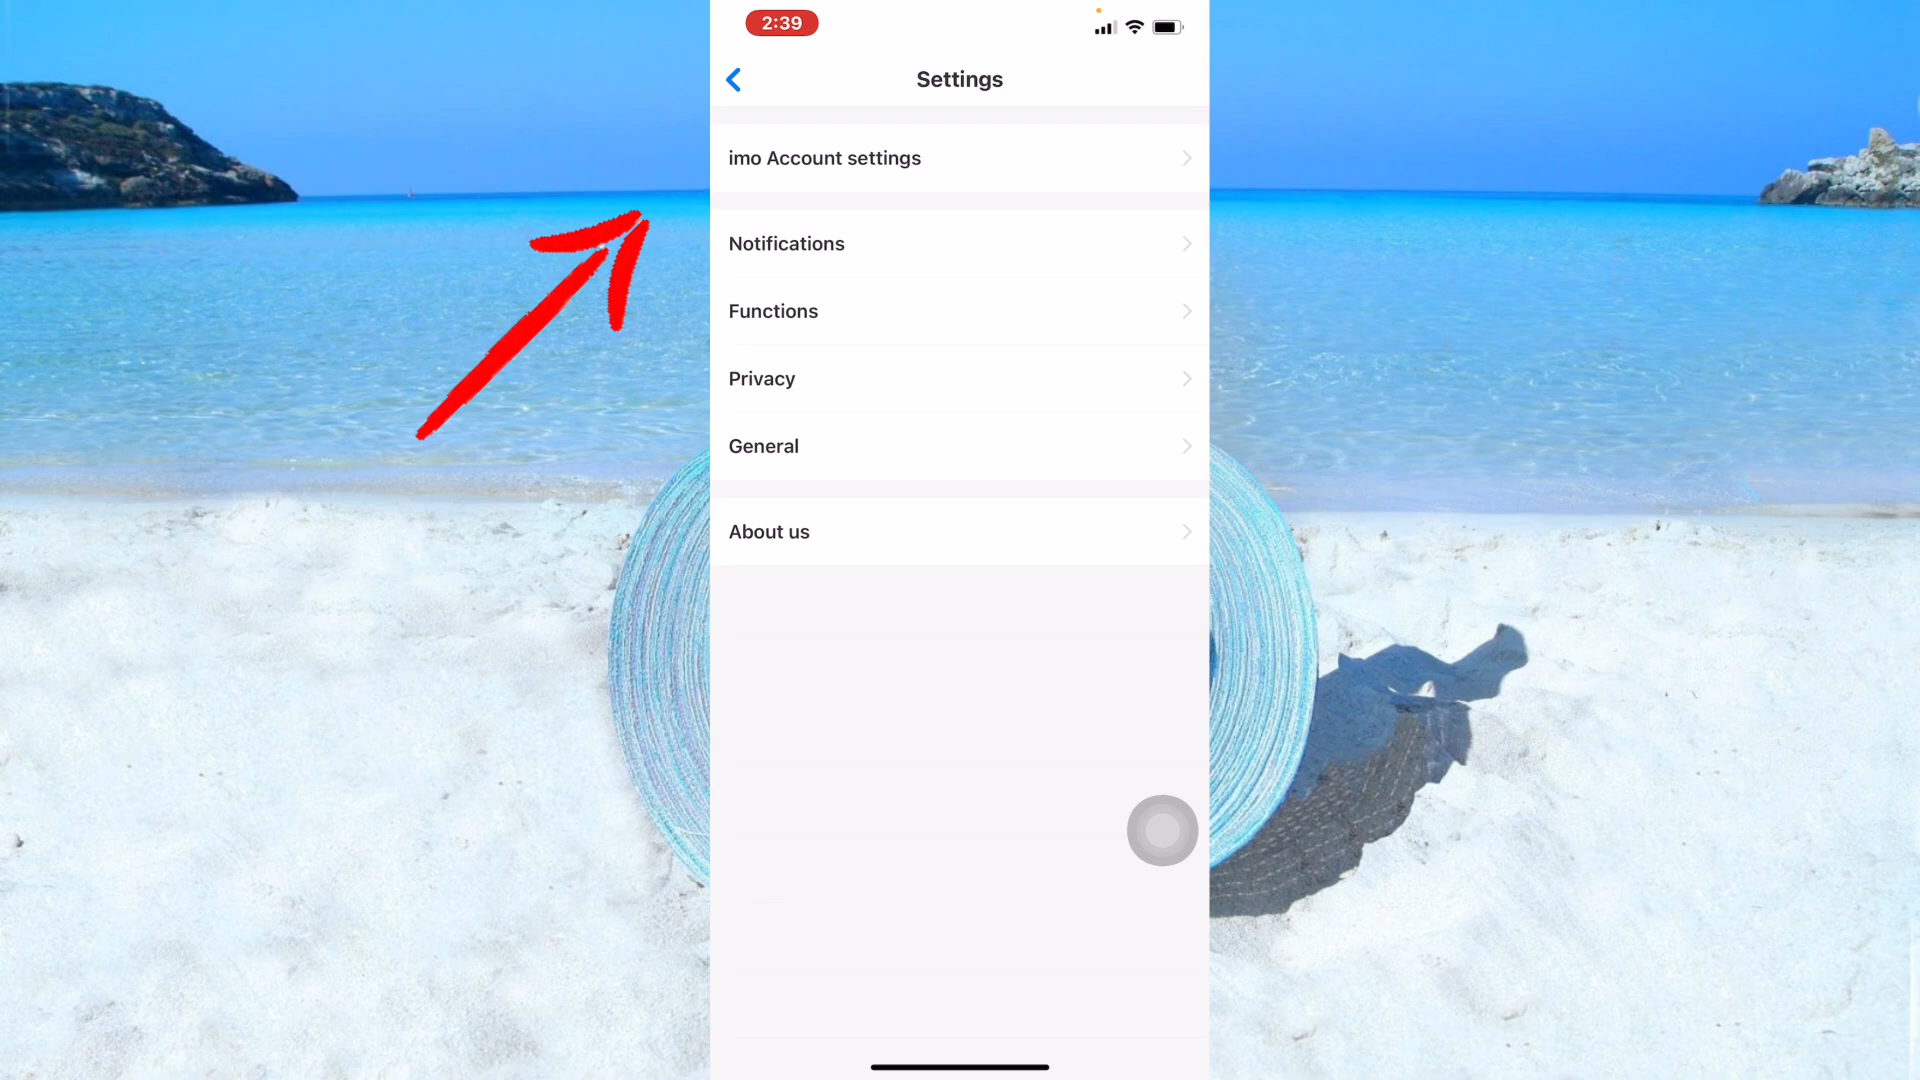 2:39
Settings
imo Account settings
Notifications
Functions
Privacy
General
About us